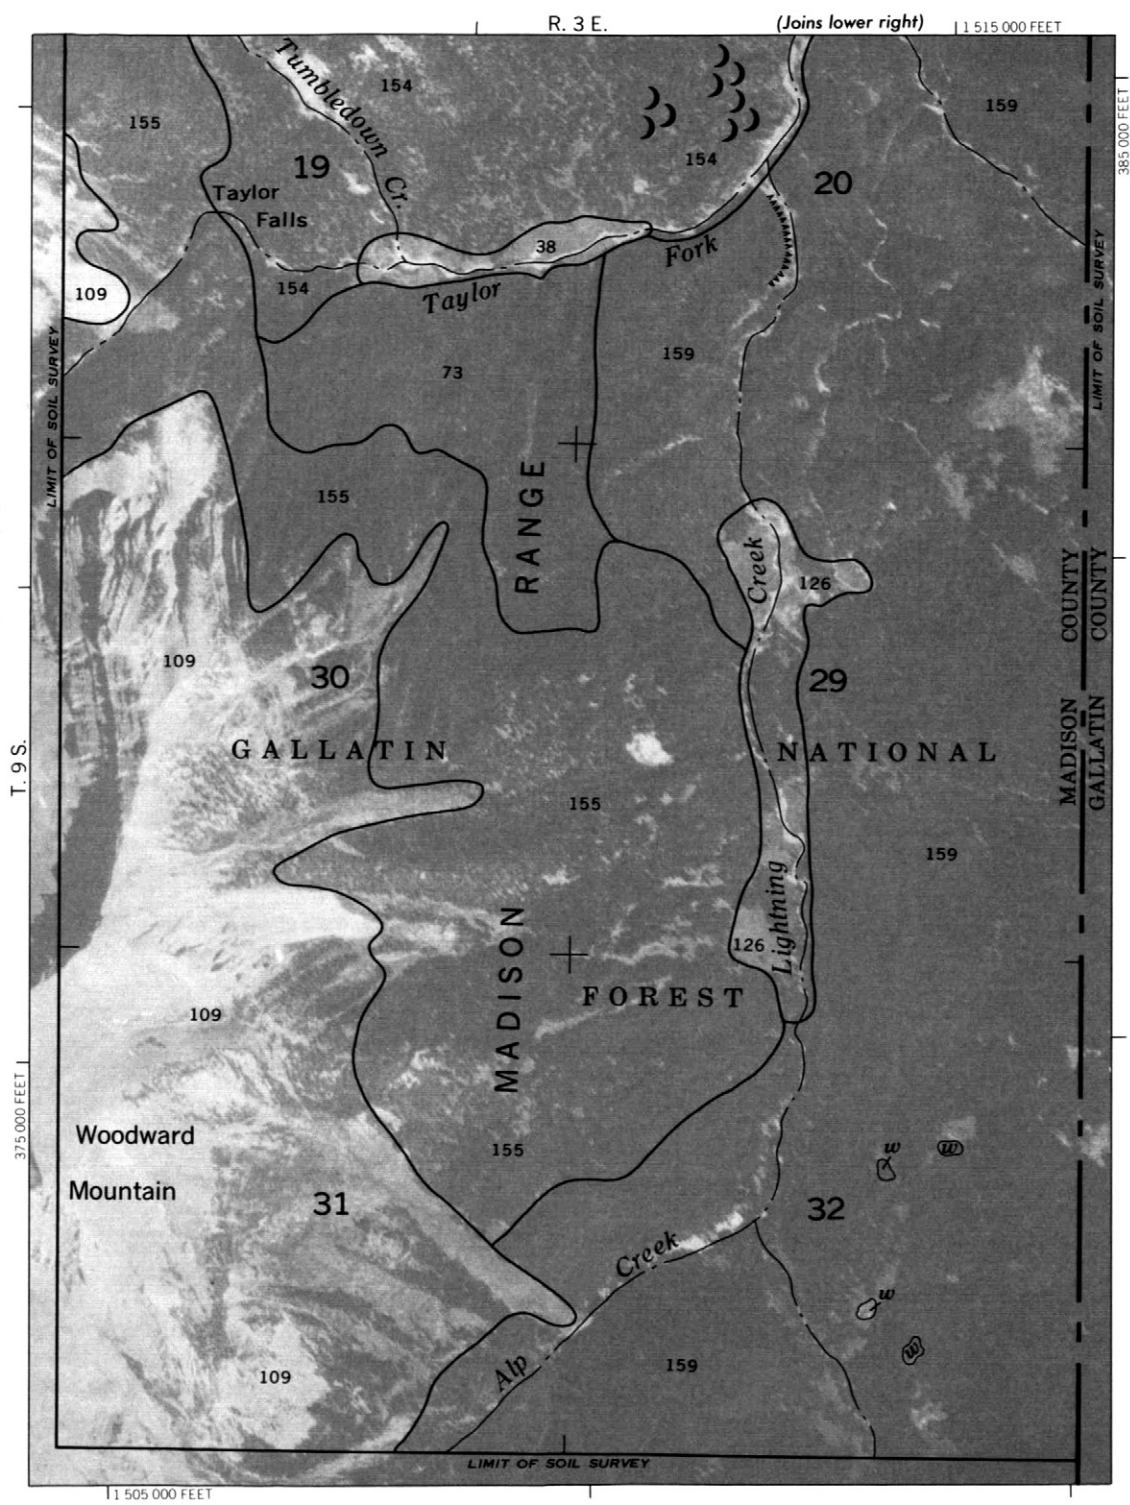 R. 3 E.
(Joins lower right)
1 515 000 FEET
Tumbledown Cr.
154
155
159
385 000 FEET
19
154
20
Taylor
Falls
38
Fork
154
Taylor
109
LIMIT OF SOIL SURVEY
LIMIT OF SOIL SURVEY
73
159
155
RANGE
Creek
126
MADISON COUNTY
GALLATIN COUNTY
109
30
29
T. 9 S.
GALLATIN
NATIONAL
155
159
Lightning
126
MADISON
FOREST
109
375 000 FEET
Woodward
Mountain
155
w
w
31
32
Creek
w
w
Alp
159
109
LIMIT OF SOIL SURVEY
1 505 000 FEET